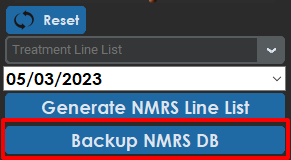 Reset
Treatment Line List
05/03/2023
Generate NMRS Line List
Backup NMRS DB